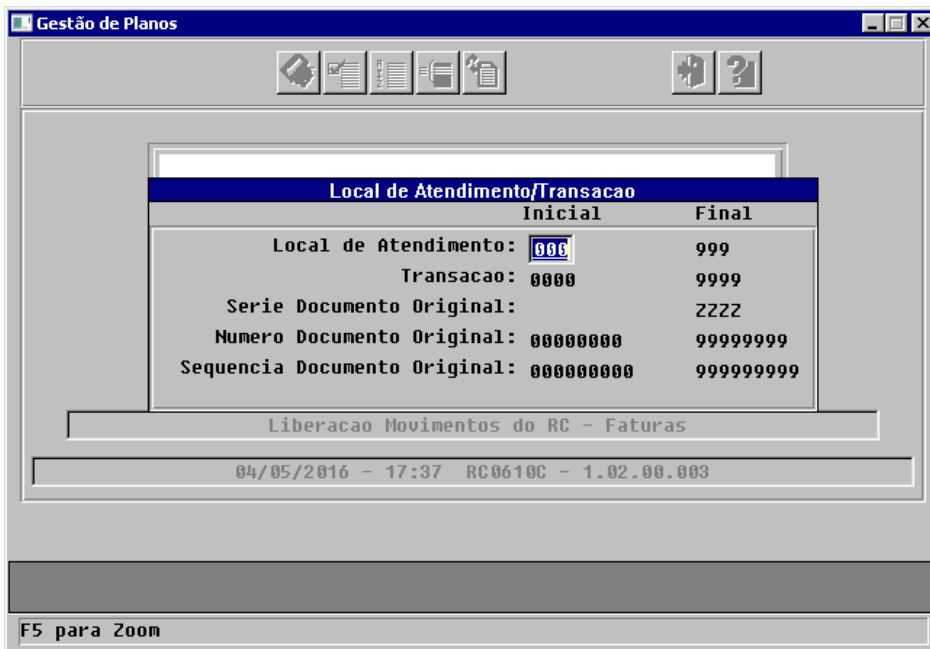 Gestão de Planos
Local de Atendimento/Transacao
Inicial Final
Local de Atendimento: 000 999
Transacao: 0000 9999
Serie Documento Original: ZZZZ
Numero Documento Original: 00000000 99999999
Sequencia Documento Original: 000000000 999999999
Liberacao Movimentos do RC - Faturas
04/05/2016 - 17:37 RC0610C - 1.02.00.003
F5 para Zoom